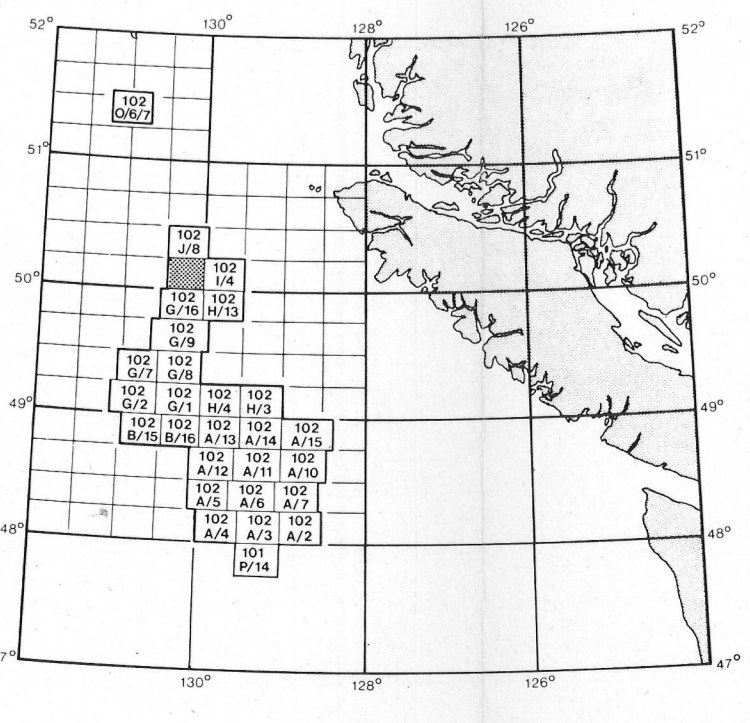 52° 130° 128° 126° 52°
102
O/6/7
51° 51°
102
J/8
102
I/4
50° 50°
102
G/16
102
H/13
102
G/9
102
G/7
102
G/8
102
G/2
102
G/1
102
H/4
102
H/3
49° 49°
102
B/15
102
B/16
102
A/13
102
A/14
102
A/15
102
A/12
102
A/11
102
A/10
102
A/5
102
A/6
102
A/7
48° 48°
102
A/4
102
A/3
102
A/2
101
P/14
7° 47°
130° 128° 126°